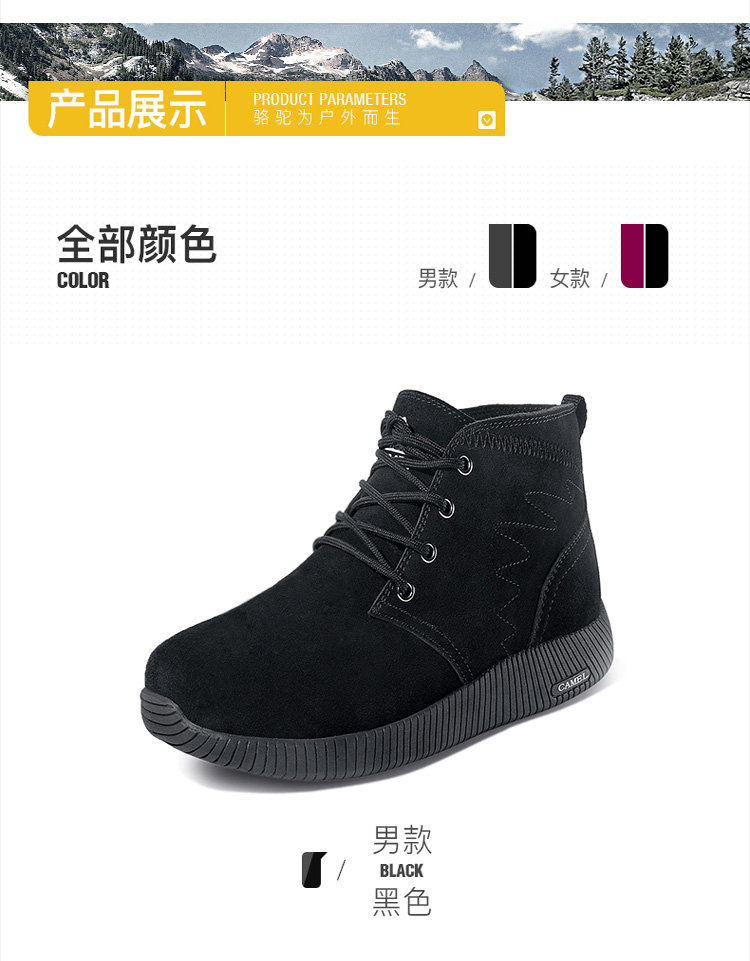 产品展示
PRODUCT PARAMETERS
骆驼为户外而生
全部颜色
COLOR
男款 /
女款 /
CAMEL
/
男款
BLACK
黑色